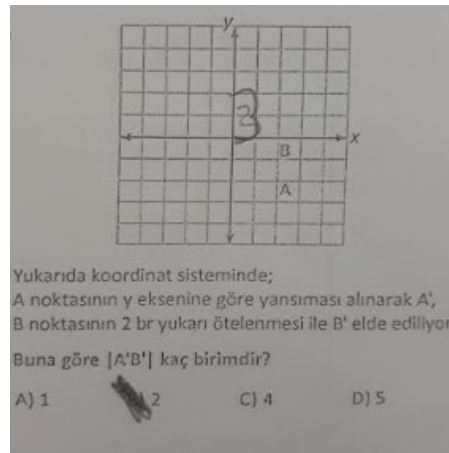 y
3
x
B
A
Yukarıda koordinat sisteminde;
A noktasının y eksenine göre yansıması alınarak A',
B noktasının 2 br yukarı ötelenmesi ile B' elde ediliyor
Buna göre |A'B'| kaç birimdir?
A) 1 2 C) 4 D) 5